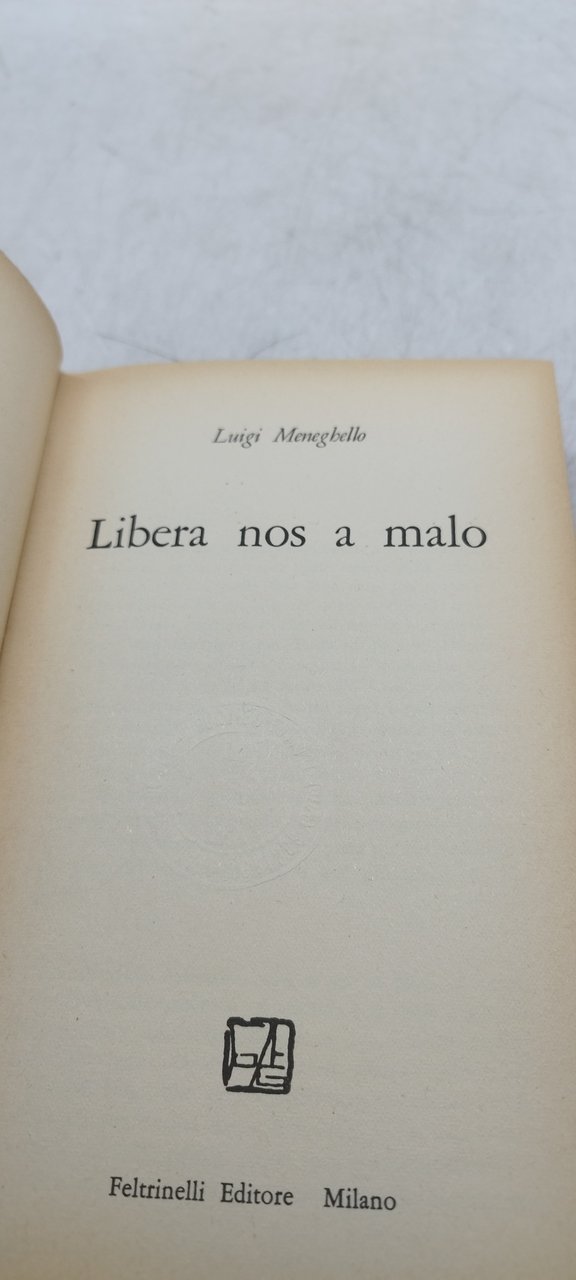 Luigi Meneghello
Libera nos a malo
Feltrinelli Editore Milano